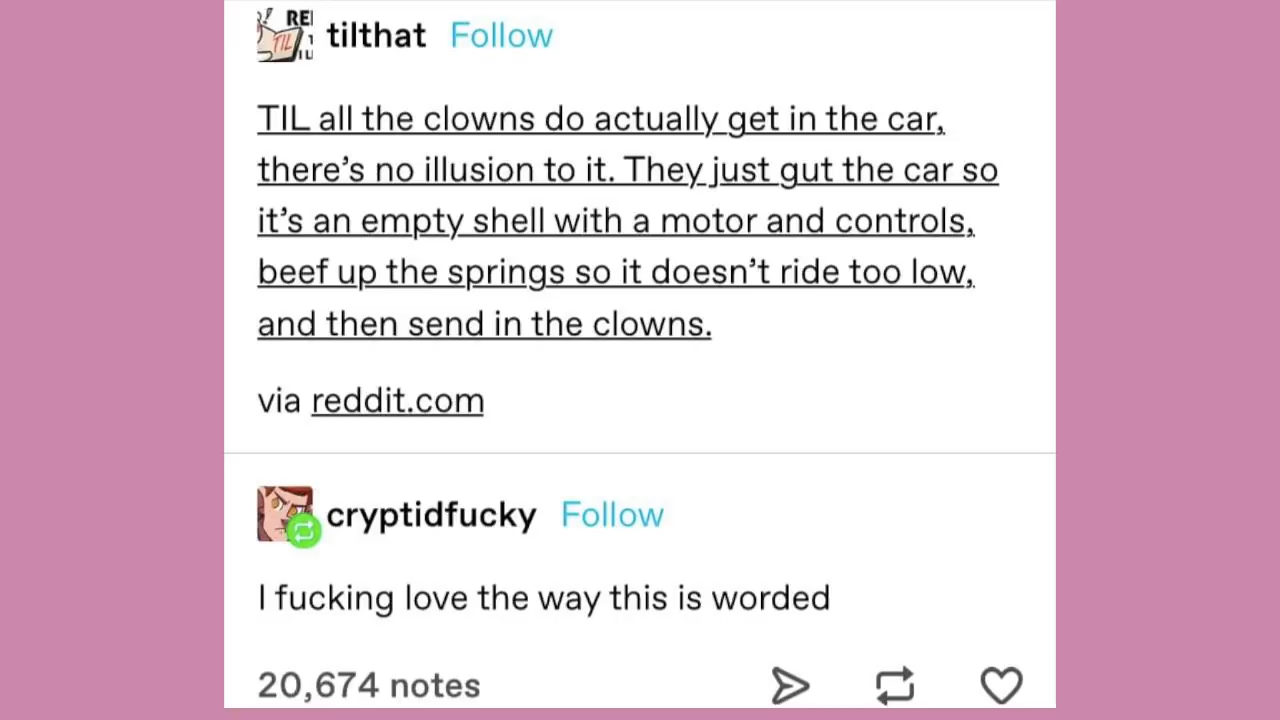 RE
TIL
tilthat Follow
TIL all the clowns do actually get in the car,
there's no illusion to it. They just gut the car so
it's an empty shell with a motor and controls,
beef up the springs so it doesn't ride too low,
and then send in the clowns.
via reddit.com
cryptidfucky Follow
I fucking love the way this is worded
20,674 notes